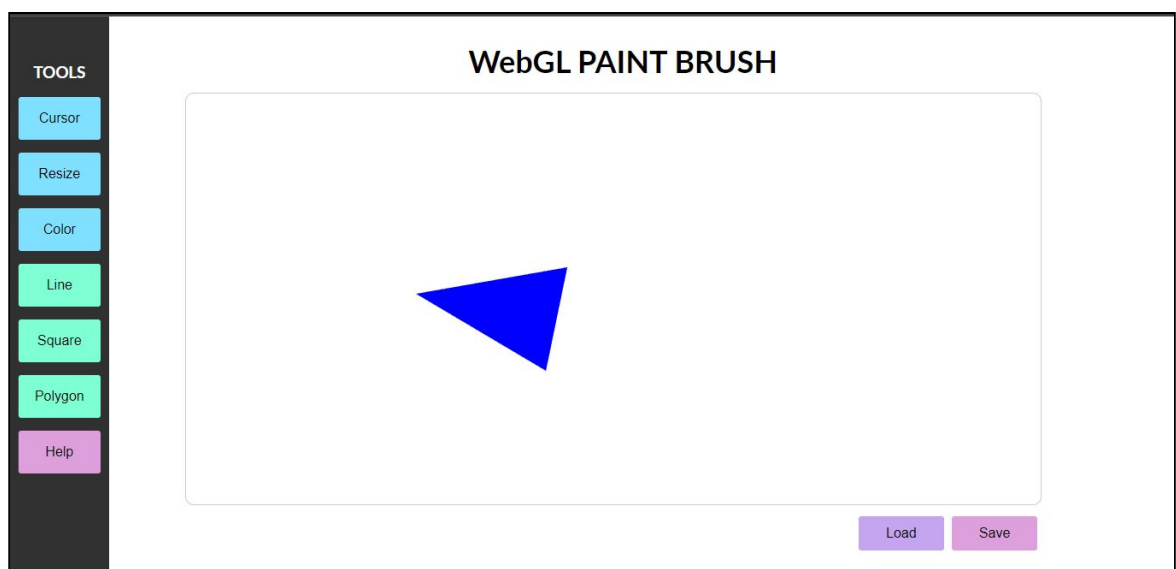 WebGL PAINT BRUSH
TOOLS
Cursor
Resize
Color
Line
Square
Polygon
Help
Load Save